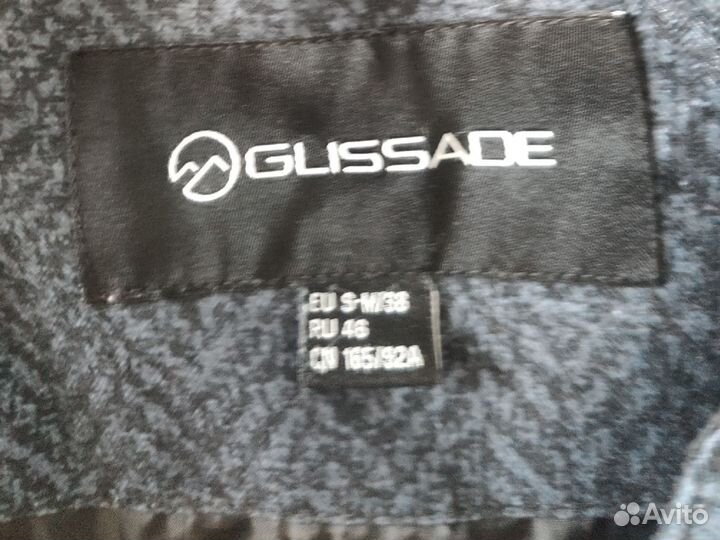 GLISSADE
EU S-M/38
RU 46
CN 165/92A
Avito